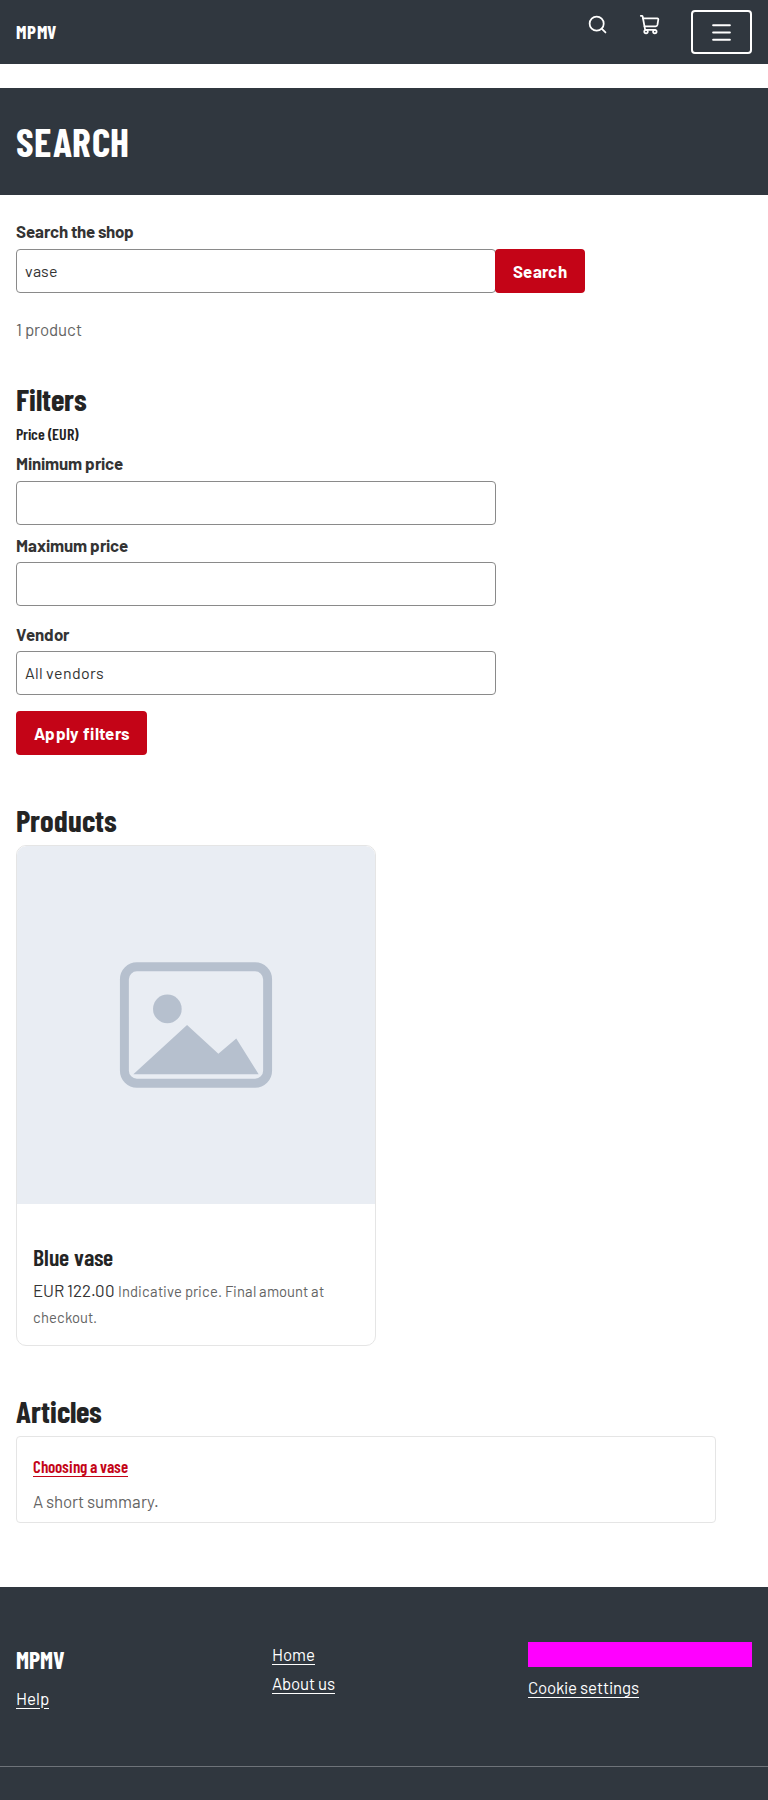 MPMV
SEARCH
Search the shop
vase
Search
1 product
Filters
Price (EUR)
Minimum price
Maximum price
Vendor
All vendors
Apply filters
Products
Blue vase
EUR 122.00 Indicative price. Final amount at
checkout.
Articles
Choosing a vase
A short summary.
MPMV
Help
Home
About us
Cookie settings